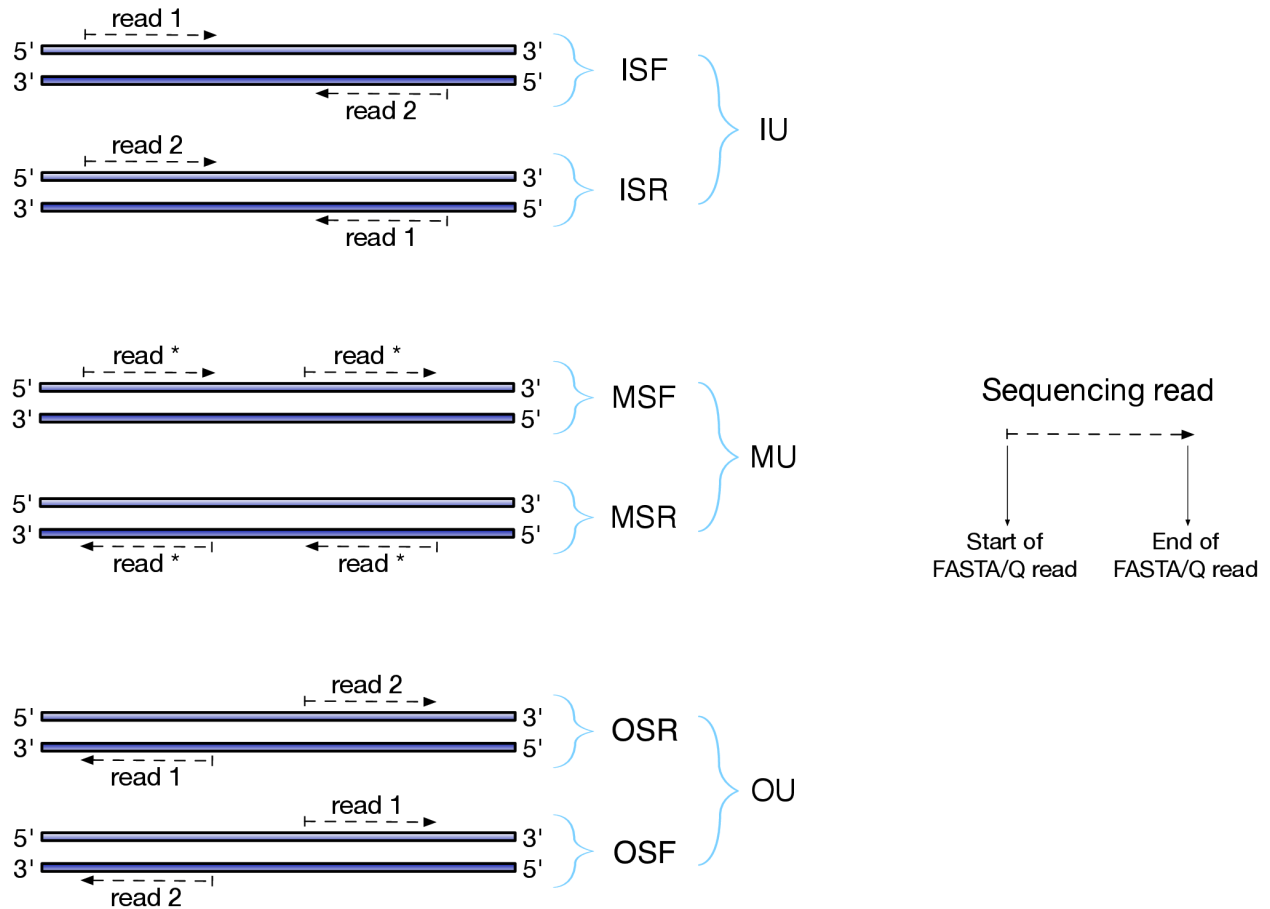 read 1
5' 3'
ISF
3' 5'
read 2
IU
read 2
5' 3'
ISR
3' 5'
read 1
read * read *
5' 3'
MSF
3' 5'
MU
5' 3'
MSR
3' 5'
read * read *
Sequencing read
Start of
FASTA/Q read
End of
FASTA/Q read
read 2
5' 3'
OSR
3' 5'
read 1
OU
read 1
5' 3'
OSF
3' 5'
read 2